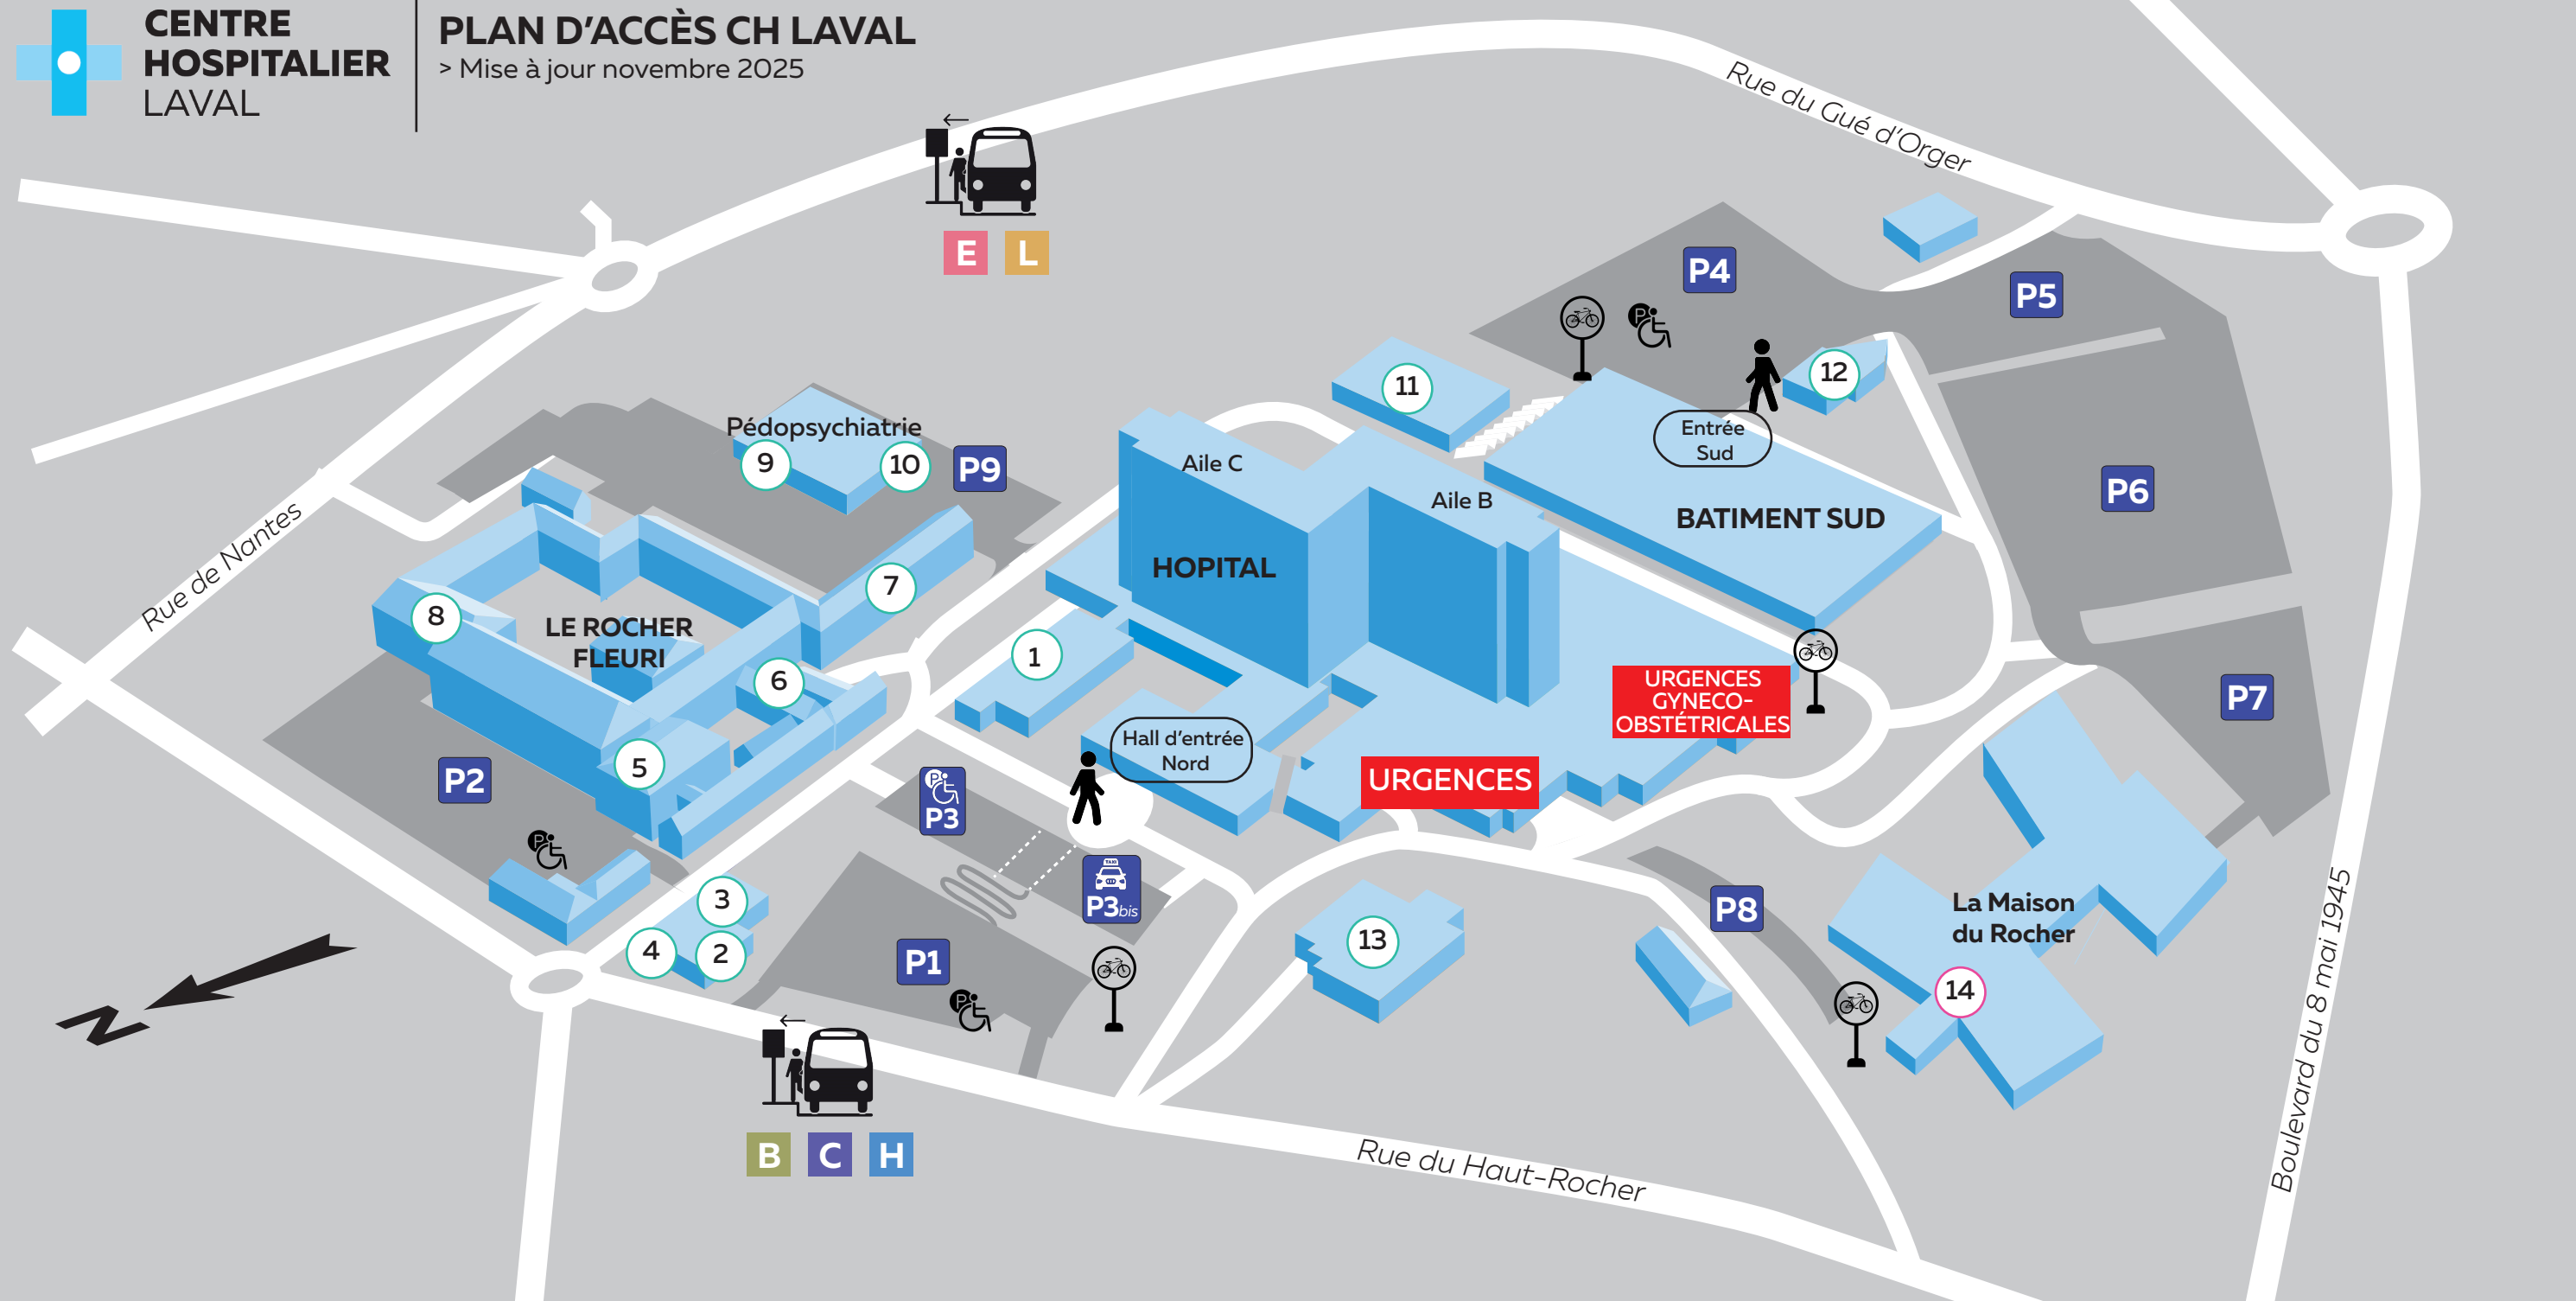 CENTRE
HOSPITALIER
LAVAL
PLAN D'ACCÈS CH LAVAL
> Mise à jour novembre 2025
Rue du Gué d'Orger
E L
P4
P5
P
11
12
Entrée
Sud
Pédopsychiatrie
9
10
P9
Aile C
Aile B
BATIMENT SUD
P6
HOPITAL
Rue de Nantes
8
7
LE ROCHER
FLEURI
6
1
5
P2
P
URGENCES
GYNECO-
OBSTÉTRICALES
P7
Hall d'entrée
Nord
URGENCES
P
P3
TAXI
P3bis
3
4
2
P1
P
13
P8
La Maison
du Rocher
14
N
B C H
Rue du Haut-Rocher
Boulevard du 8 mai 1945